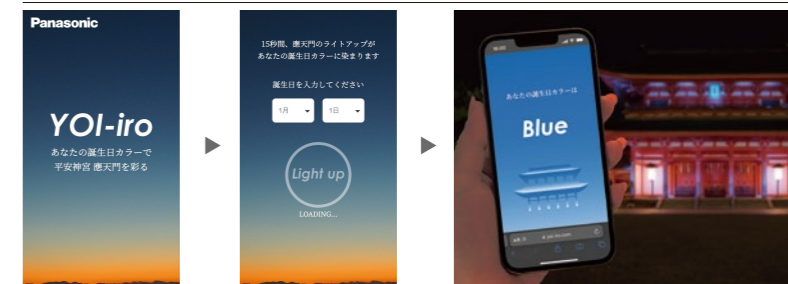 Panasonic
YOI-iro
あなたの誕生日カラーで
平安神宮 應天門を彩る
15秒間、應天門のライトアップが
あなたの誕生日カラーに染まります
誕生日を入力してください
1月 1日
Light up
LOADING...
あなたの誕生日カラーは
Blue